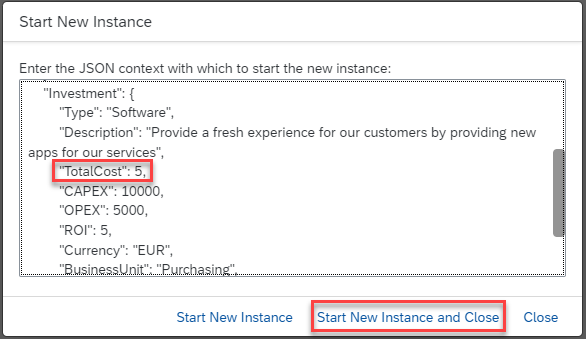 Start New Instance
Enter the JSON context with which to start the new instance:
"Investment": {
"Type": "Software",
"Description": "Provide a fresh experience for our customers by providing new
apps for our services",
"TotalCost": 5,
"CAPEX": 10000,
"OPEX": 5000,
"ROI": 5,
"Currency": "EUR",
"BusinessUnit": "Purchasing",
Start New Instance Start New Instance and Close Close